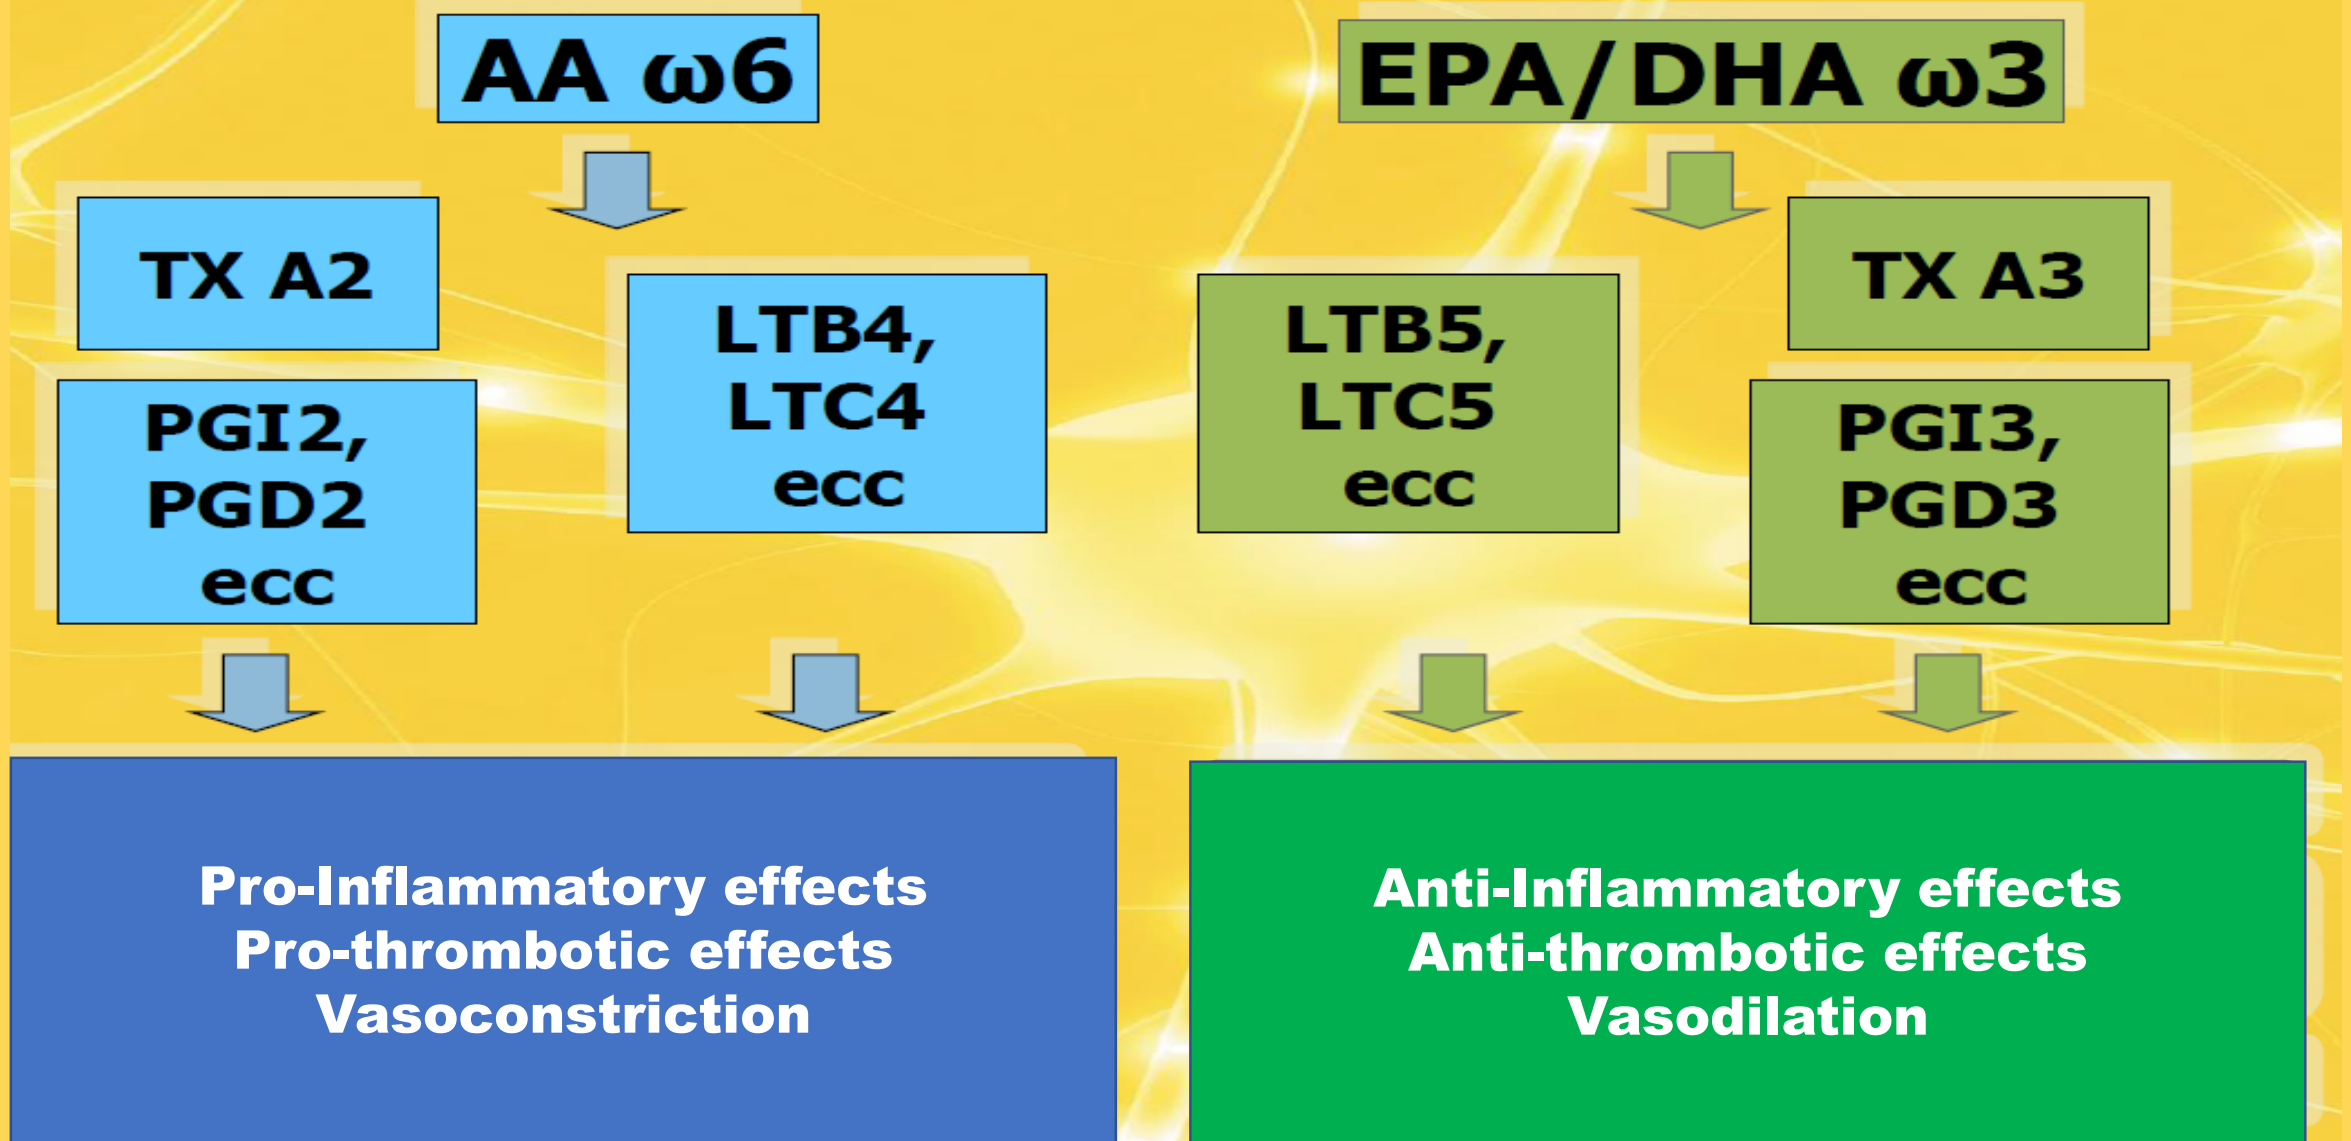 AA ω6
EPA/DHA ω3
TX A2
PGI2,
PGD2
ecc
LTB4,
LTC4
ecc
LTB5,
LTC5
ecc
TX A3
PGI3,
PGD3
ecc
Pro-Inflammatory effects
Pro-thrombotic effects
Vasoconstriction
Anti-Inflammatory effects
Anti-thrombotic effects
Vasodilation